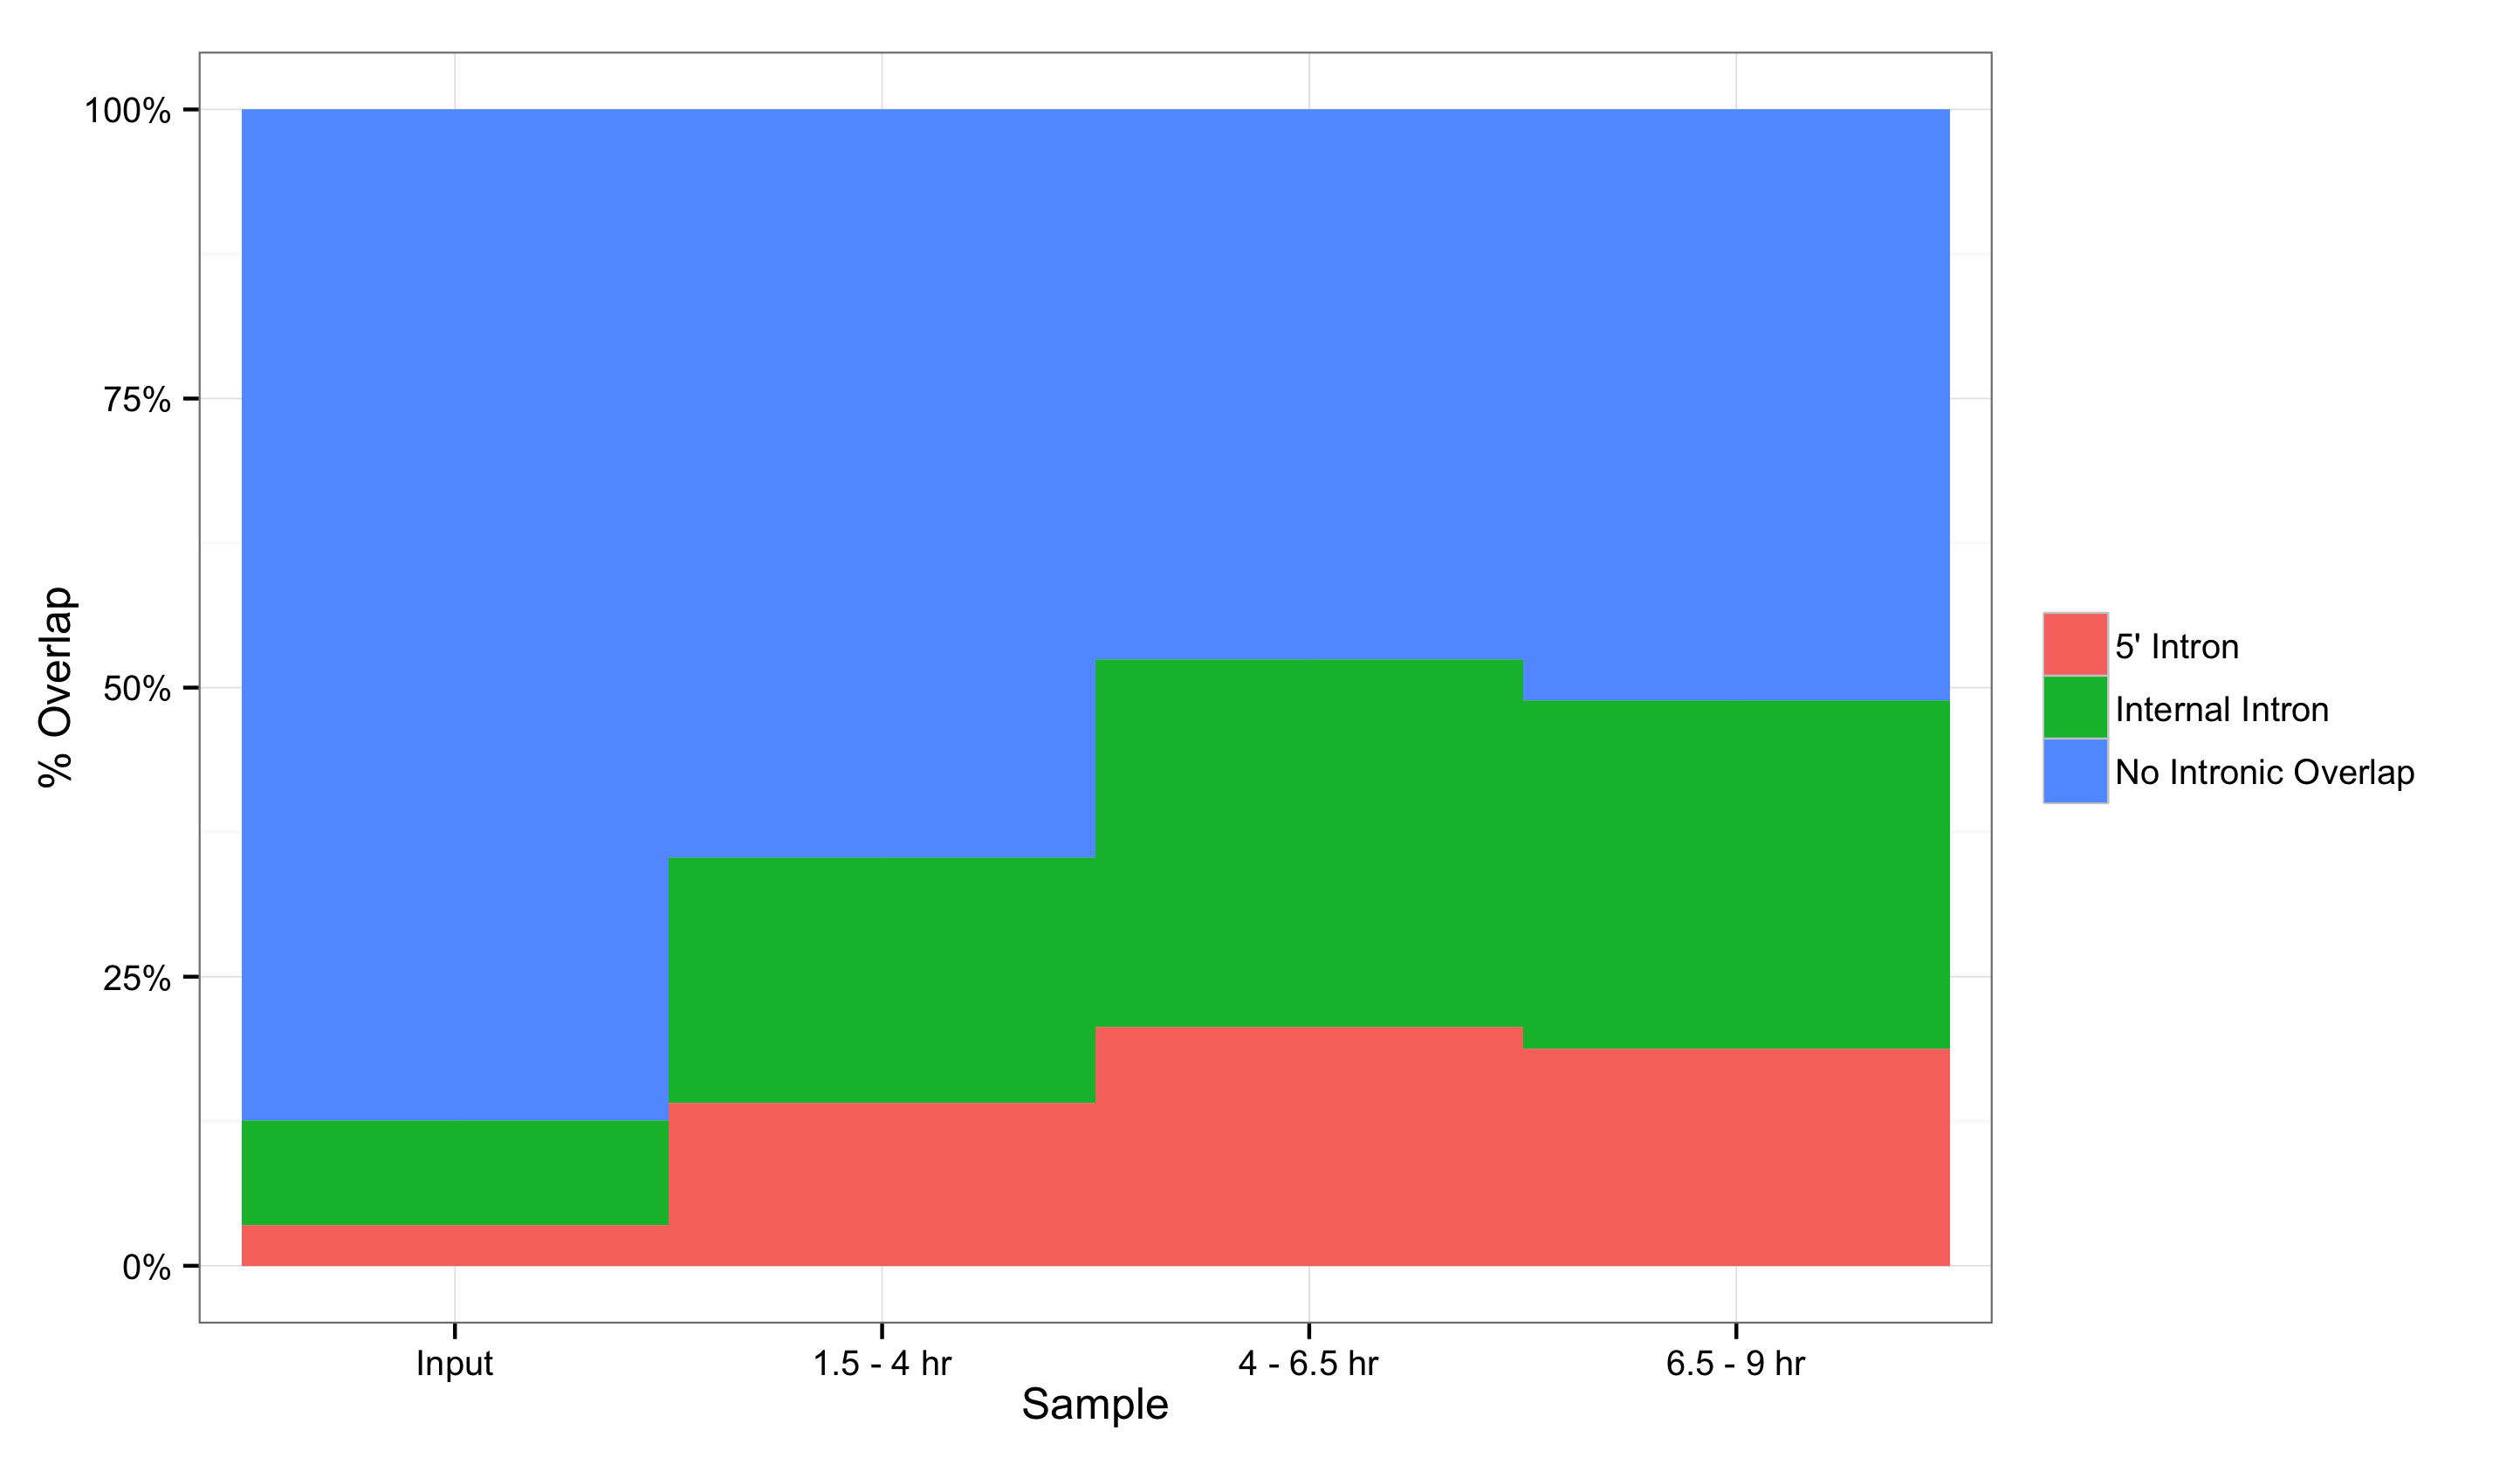 100%
75%
50%
25%
0%
% Overlap
Input
1.5 - 4 hr
4 - 6.5 hr
6.5 - 9 hr
Sample
5' Intron
Internal Intron
No Intronic Overlap